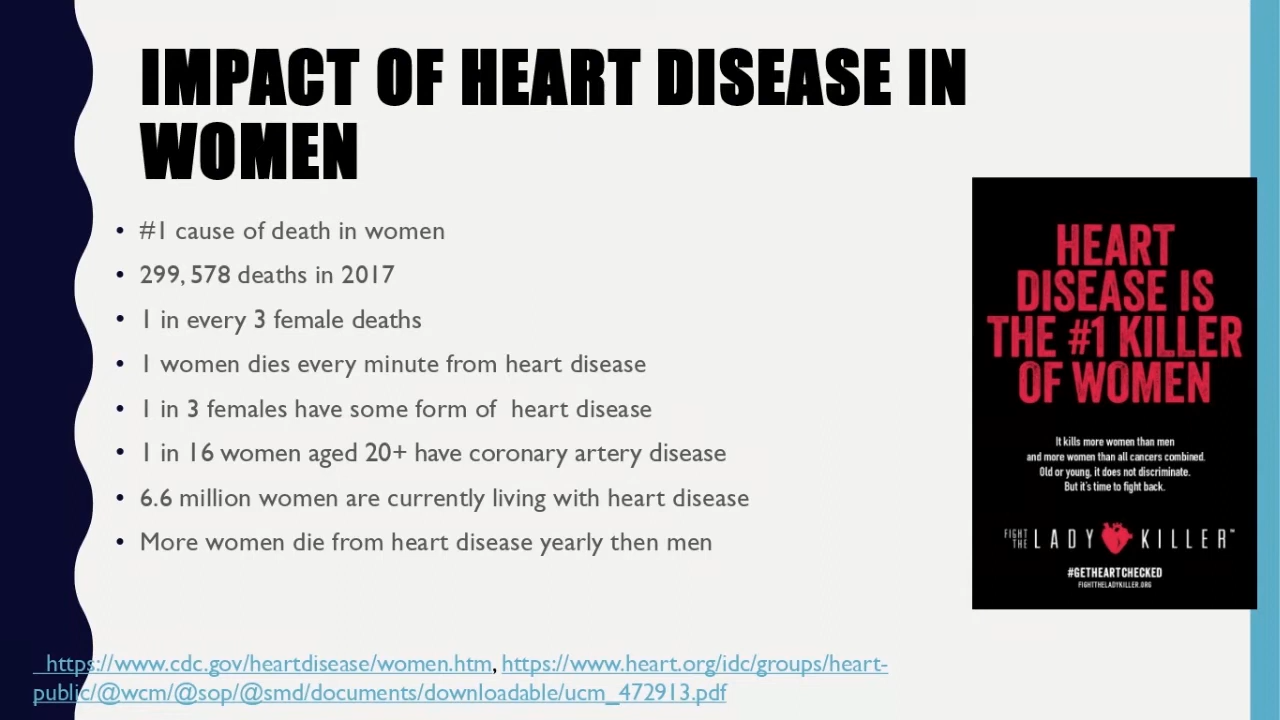 IMPACT OF HEART DISEASE IN
WOMEN
• #1 cause of death in women
• 299, 578 deaths in 2017
• 1 in every 3 female deaths
• 1 women dies every minute from heart disease
• 1 in 3 females have some form of  heart disease
• 1 in 16 women aged 20+ have coronary artery disease
• 6.6 million women are currently living with heart disease
• More women die from heart disease yearly then men
HEART
DISEASE IS
THE #1 KILLER
OF WOMEN
It kills more women than men
and more women than all cancers combined.
Old or young, it does not discriminate.
But it's time to fight back.
FIGHT THE LADY KILLER™
#GETHEARTCHECKED
FIGHTTHELADYKILLER.ORG
https://www.cdc.gov/heartdisease/women.htm, https://www.heart.org/idc/groups/heart-
public/@wcm/@sop/@smd/documents/downloadable/ucm_472913.pdf